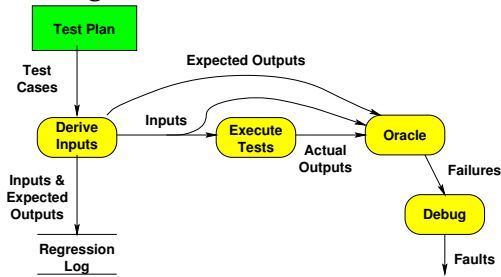 Test Plan
Expected Outputs
Test
Cases
Derive
Inputs
Inputs
Execute
Tests
Actual
Outputs
Oracle
Inputs &
Expected
Outputs
Failures
Debug
Regression
Log
Faults